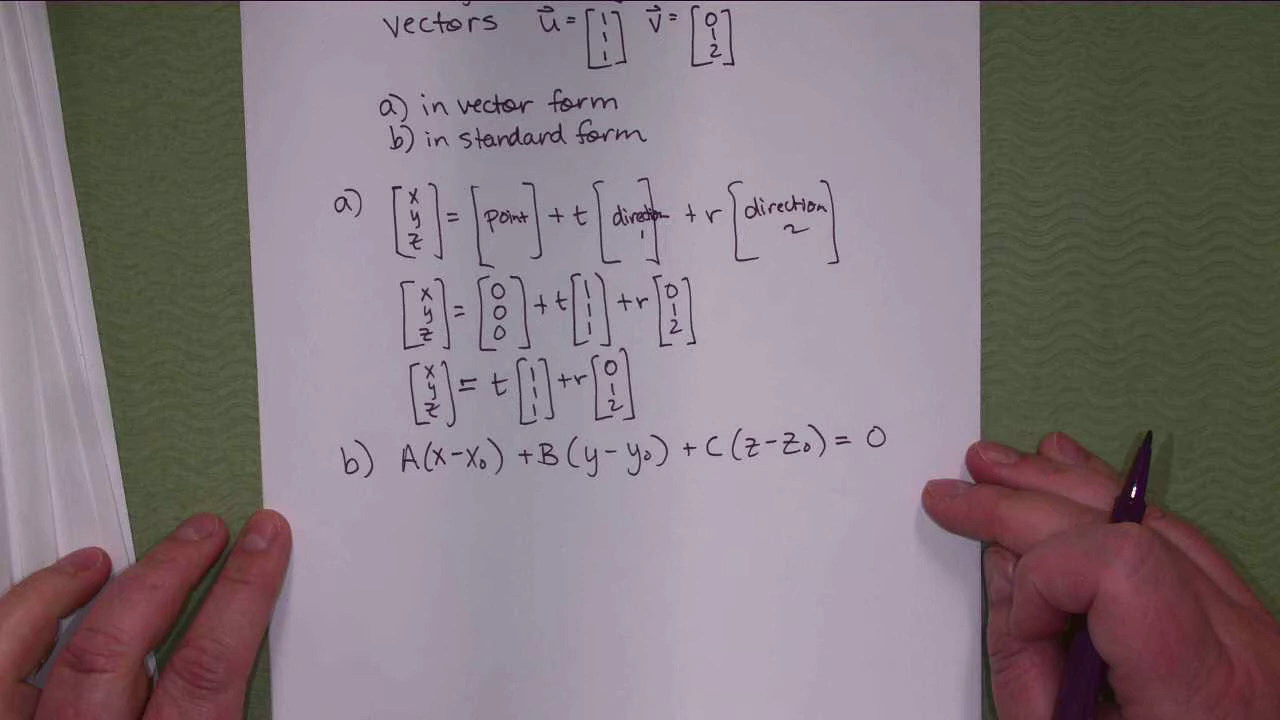 vectors u⃗ = [1 1 1] v⃗ = [0 1 2]
a) in vector form
b) in standard form
a) [x y z] = [point] + t [direction 1] + r [direction 2]
[x y z] = [0 0 0] + t [1 1 1] + r [0 1 2]
[x y z] = t [1 1 1] + r [0 1 2]
b) A(x-x₀) + B(y-y₀) + C(z-z₀) = 0